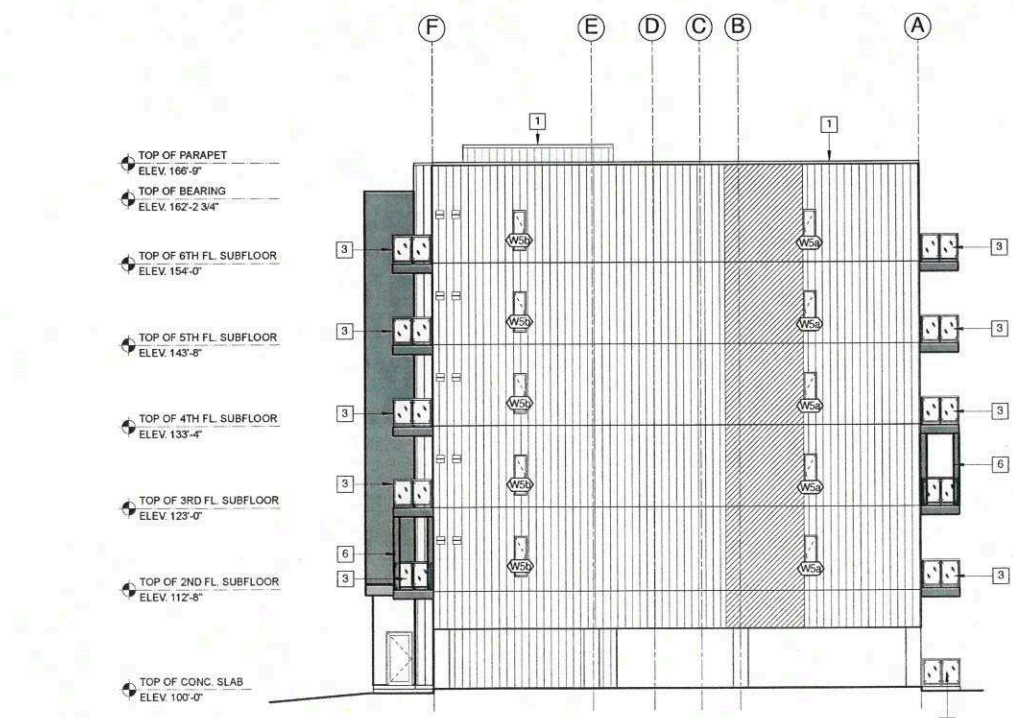 F E D C B A
1
1
TOP OF PARAPET
ELEV. 166'-9"
TOP OF BEARING
ELEV. 162'-2 3/4"
W5b W5a
3 3
TOP OF 6TH FL. SUBFLOOR
ELEV. 154'-0"
W5b W5a
3 3
TOP OF 5TH FL. SUBFLOOR
ELEV. 143'-8"
W5b W5a
3 3
TOP OF 4TH FL. SUBFLOOR
ELEV. 133'-4"
6
3 W5b W5a
TOP OF 3RD FL. SUBFLOOR
ELEV. 123'-0"
6
W5b W5a
3 3
TOP OF 2ND FL. SUBFLOOR
ELEV. 112'-8"
TOP OF CONC. SLAB
ELEV. 100'-0"